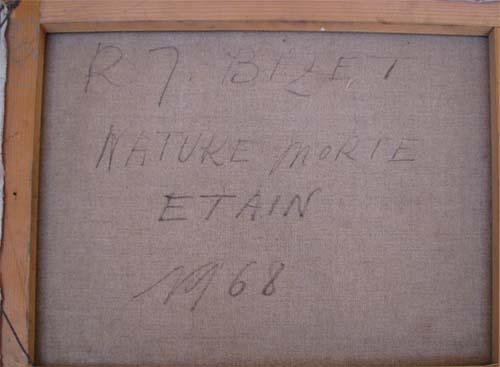 R J. BIZET
NATURE MORTE
ETAIN
1968